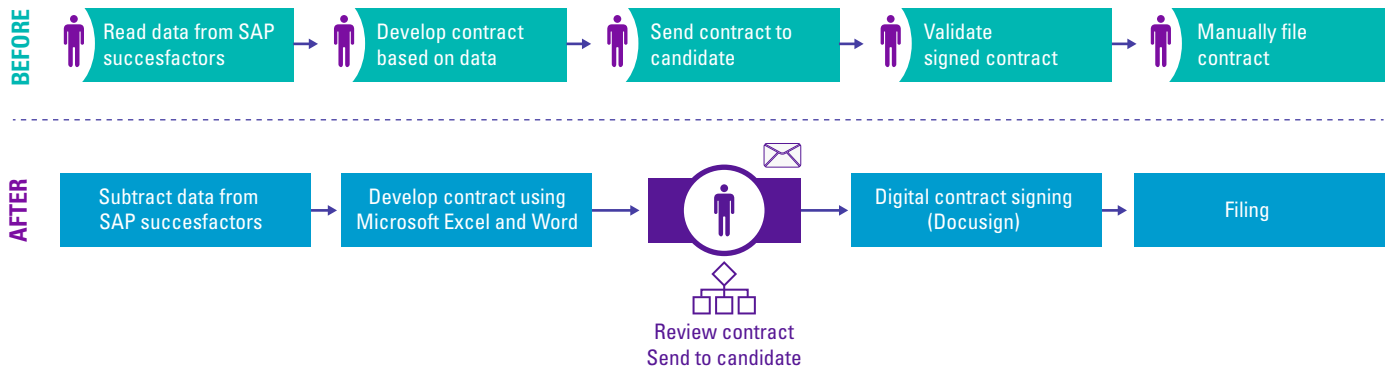 BEFORE
Read data from SAP
succesfactors
Develop contract
based on data
Send contract to
candidate
Validate
signed contract
Manually file
contract
AFTER
Subtract data from
SAP succesfactors
Develop contract using
Microsoft Excel and Word
Review contract
Send to candidate
Digital contract signing
(Docusign)
Filing